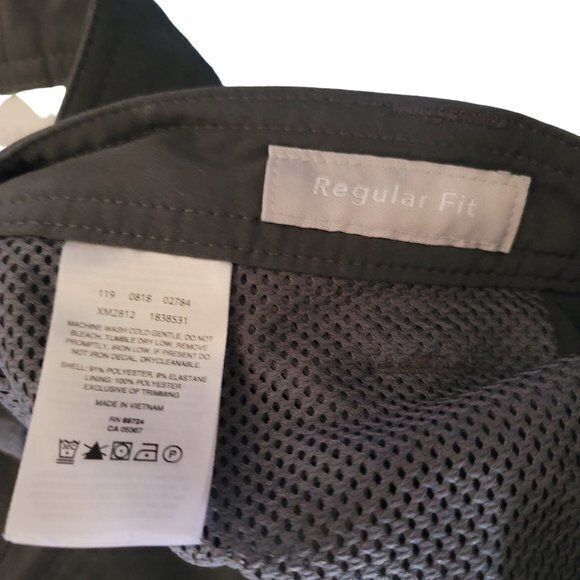 Regular Fit
119 0818 02784
XM2812 1838531
MACHINE WASH COLD GENTLE, DO NOT
BLEACH, TUMBLE DRY LOW, REMOVE
PROMPTLY, IRON LOW, IF PRESENT DO
NOT IRON DECAL, DRYCLEANABLE.
SHELL: 91% POLYESTER, 9% ELASTANE
LINING: 100% POLYESTER
EXCLUSIVE OF TRIMMING
MADE IN VIETNAM
RN 69724
CA 05367
P